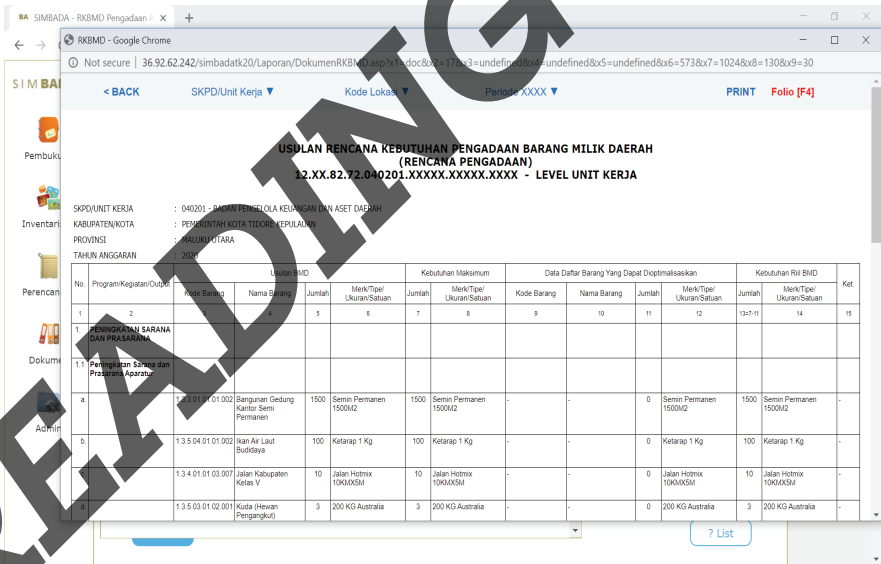 SIMBADA - RKBMD Pengadaan
RKBMD - Google Chrome
Not secure | 36.92.62.242/simbadatk20/Laporan/DokumenRKBMD.asp?x1=doc&x2=17&x3=undefined&x4=undefined&x5=undefined&x6=573&x7=1024&x8=130&x9=30
SIM BA
< BACK SKPD/Unit Kerja ▼ Kode Lokasi ▼ Periode XXXX ▼ PRINT Folio [F4]
Pembuku
Inventari
Perencan
Dokume
Admin
USULAN RENCANA KEBUTUHAN PENGADAAN BARANG MILIK DAERAH
(RENCANA PENGADAAN)
12.XX.82.72.040201.XXXXX.XXXXX.XXXX - LEVEL UNIT KERJA
SKPD/UNIT KERJA : 040201 - BADAN PENGELOLA KEUANGAN DAN ASET DAERAH
KABUPATEN/KOTA : PEMERINTAH KOTA TIDORE KEPULAUAN
PROVINSI : MALUKU UTARA
TAHUN ANGGARAN : 2020
No. Program/Kegiatan/Output Usulan BMD Kebutuhan Maksimum Data Daftar Barang Yang Dapat Dioptimalisasikan Kebutuhan Riil BMD Ket.
Kode Barang Nama Barang Jumlah Merk/Tipe/ Jumlah Merk/Tipe/ Kode Barang Nama Barang Jumlah Merk/Tipe/ Jumlah Merk/Tipe/
Ukuran/Satuan Ukuran/Satuan Ukuran/Satuan Ukuran/Satuan
1 2 3 4 5 6 7 8 9 10 11 12 13=7-11 14 15
1. PENINGKATAN SARANA
DAN PRASARANA
1.1 Peningkatan Sarana dan
Prasarana Aparatur
a. 1.3.3.01.01.01.002 Bangunan Gedung 1500 Semin Permanen 1500 Semin Permanen - - 0 Semin Permanen 1500 Semin Permanen -
Kantor Semi 1500M2 1500M2 1500M2 1500M2
Permanen
b. 1.3.5.04.01.01.002 Ikan Air Laut 100 Ketarap 1 Kg 100 Ketarap 1 Kg - - 0 Ketarap 1 Kg 100 Ketarap 1 Kg -
Budidaya
1.3.4.01.01.03.007 Jalan Kabupaten 10 Jalan Hotmix 10 Jalan Hotmix - - 0 Jalan Hotmix 10 Jalan Hotmix -
Kelas V 10KMX5M 10KMX5M 10KMX5M 10KMX5M
d 1.3.5.03.01.02.001 Kuda (Hewan 3 200 KG Australia 3 200 KG Australia - - 0 200 KG Australia 3 200 KG Australia -
Pengangkut)
? List
READING